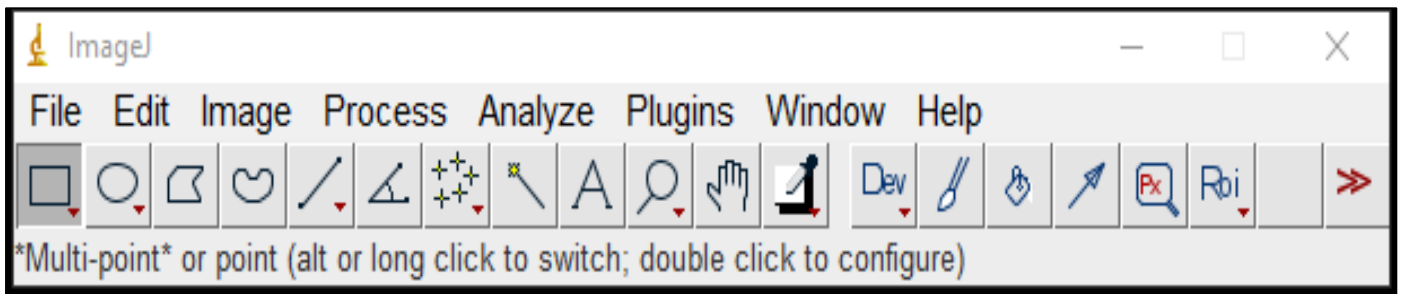 ImageJ
File Edit Image Process Analyze Plugins Window Help
A Dev Px Roi >>
*Multi-point* or point (alt or long click to switch; double click to configure)